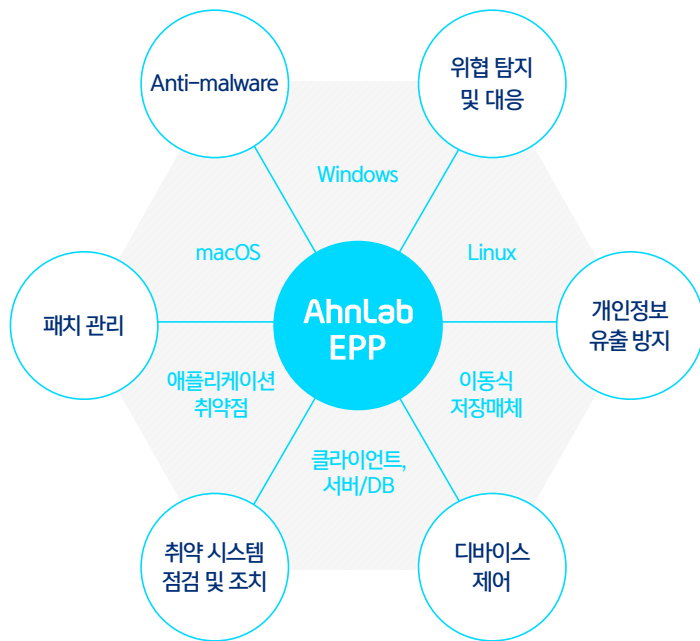 Anti-malware
위협 탐지
및 대응
Windows
macOS
Linux
AhnLab
EPP
패치 관리
개인정보
유출 방지
애플리케이션
취약점
이동식
저장매체
클라이언트,
서버/DB
취약 시스템
점검 및 조치
디바이스
제어